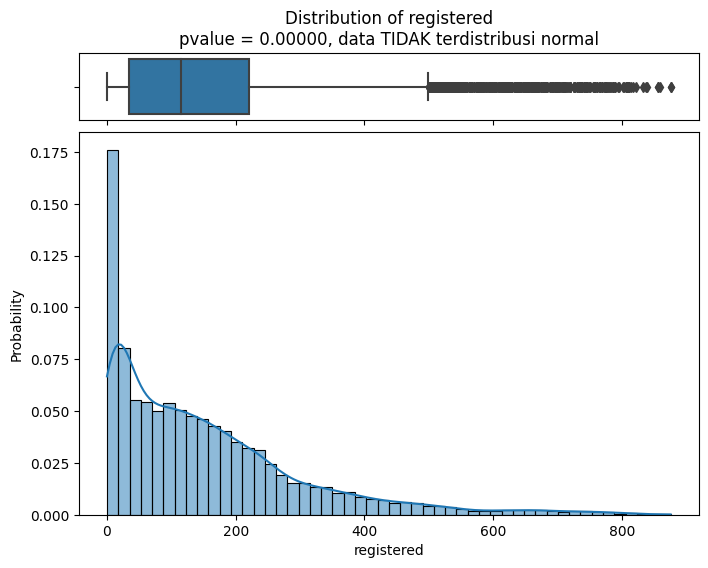 Distribution of registered
pvalue = 0.00000, data TIDAK terdistribusi normal
0.175
0.150
0.125
0.100
0.075
0.050
0.025
0.000
Probability
0 200 400 600 800
registered